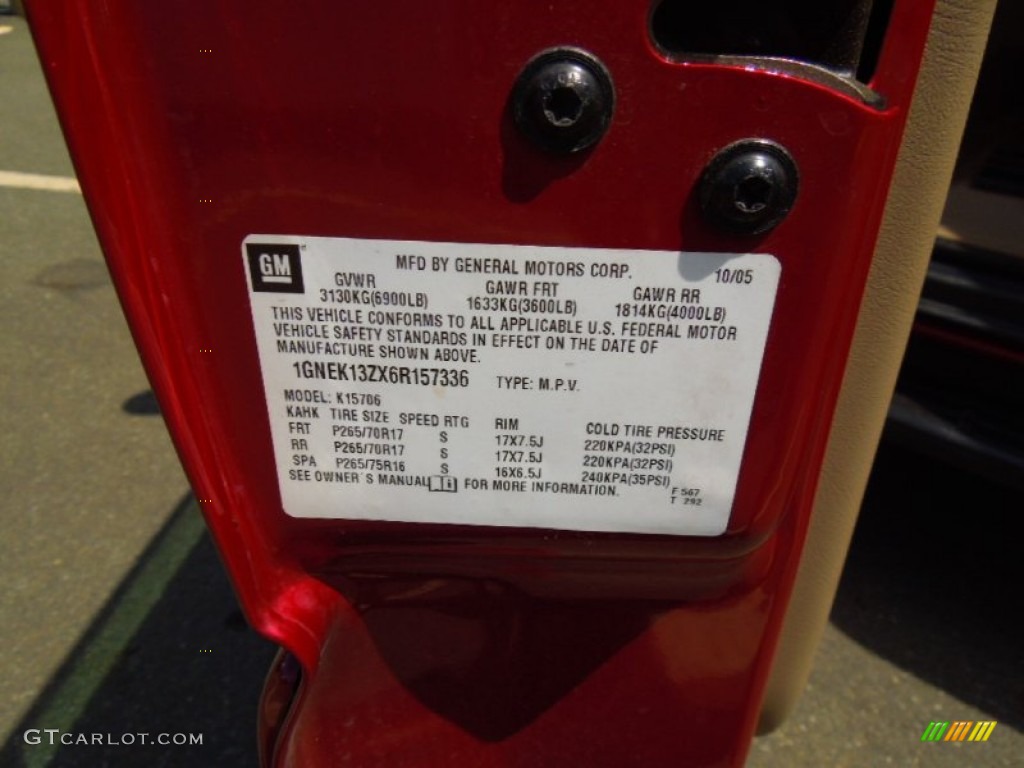 GM
MFD BY GENERAL MOTORS CORP. 10/05
GVWR GAWR FRT GAWR RR
3130KG(6900LB) 1633KG(3600LB) 1814KG(4000LB)
THIS VEHICLE CONFORMS TO ALL APPLICABLE U.S. FEDERAL MOTOR
VEHICLE SAFETY STANDARDS IN EFFECT ON THE DATE OF
MANUFACTURE SHOWN ABOVE.
1GNEK13ZX6R157336 TYPE: M.P.V.
MODEL: K15706
KAHK TIRE SIZE SPEED RTG RIM COLD TIRE PRESSURE
FRT P265/70R17 S 17X7.5J 220KPA(32PSI)
RR P265/70R17 S 17X7.5J 220KPA(32PSI)
SPA P265/75R16 S 16X6.5J 240KPA(35PSI)
SEE OWNER'S MANUAL FOR MORE INFORMATION.
F 567
T 292
GTCARLOT.COM